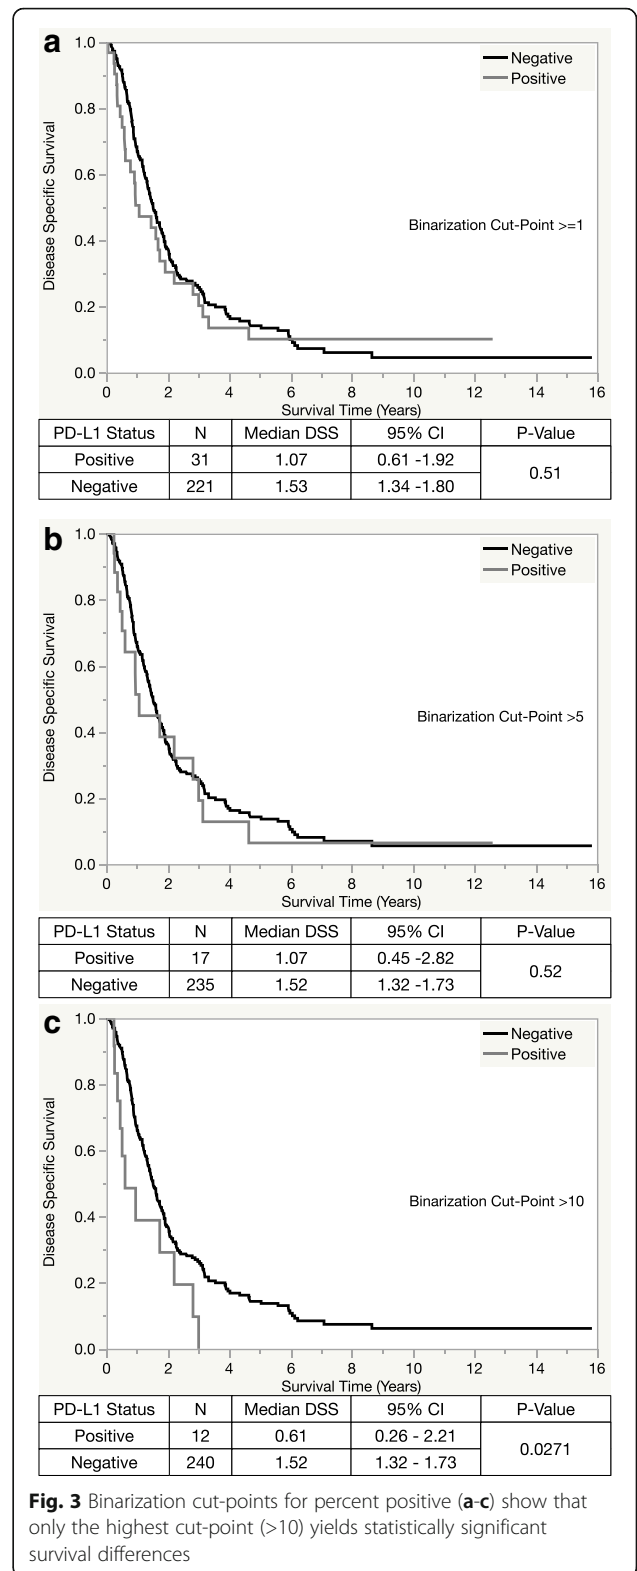 a
1.0
0.8
0.6
0.4
0.2
0.0
Disease Specific Survival
Negative
Positive
Binarization Cut-Point >=1
0 2 4 6 8 10 12 14 16
Survival Time (Years)
PD-L1 Status N Median DSS 95% CI P-Value
Positive 31 1.07 0.61 -1.92 0.51
Negative 221 1.53 1.34 -1.80
b
1.0
0.8
0.6
0.4
0.2
0.0
Disease Specific Survival
Negative
Positive
Binarization Cut-Point >5
0 2 4 6 8 10 12 14 16
Survival Time (Years)
PD-L1 Status N Median DSS 95% CI P-Value
Positive 17 1.07 0.45 -2.82 0.52
Negative 235 1.52 1.32 -1.73
c
1.0
0.8
0.6
0.4
0.2
0.0
Disease Specific Survival
Negative
Positive
Binarization Cut-Point >10
0 2 4 6 8 10 12 14 16
Survival Time (Years)
PD-L1 Status N Median DSS 95% CI P-Value
Positive 12 0.61 0.26 - 2.21 0.0271
Negative 240 1.52 1.32 - 1.73
Fig. 3 Binarization cut-points for percent positive (a-c) show that
only the highest cut-point (>10) yields statistically significant
survival differences